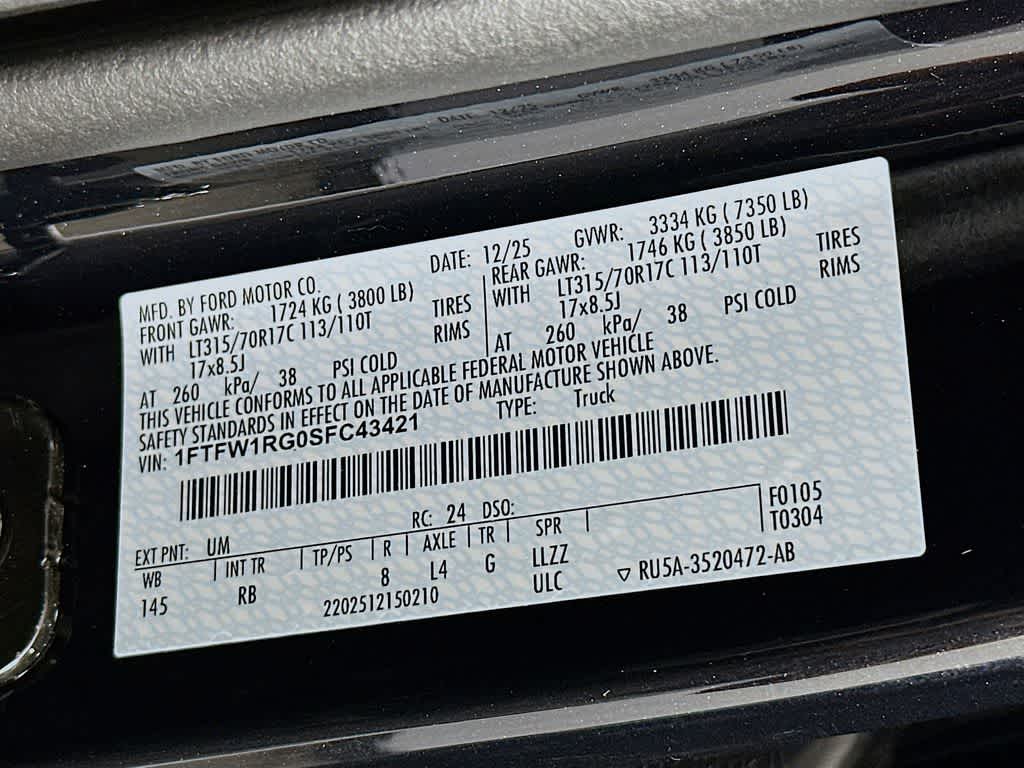 MFD. BY FORD MOTOR CO. DATE: 12/25 GVWR: 3334 KG ( 7350 LB)
FRONT GAWR: 1724 KG ( 3800 LB) REAR GAWR: 1746 KG ( 3850 LB)
WITH LT315/70R17C 113/110T TIRES WITH LT315/70R17C 113/110T TIRES
17x8.5J RIMS 17x8.5J RIMS
AT 260 kPa/ 38 PSI COLD AT 260 kPa/ 38 PSI COLD
THIS VEHICLE CONFORMS TO ALL APPLICABLE FEDERAL MOTOR VEHICLE
SAFETY STANDARDS IN EFFECT ON THE DATE OF MANUFACTURE SHOWN ABOVE.
VIN: 1FTFW1RG0SFC43421 TYPE: Truck
EXT PNT: UM RC: 24 DSO: F0105
WB INT TR TP/PS R AXLE TR SPR T0304
145 RB 8 L4 G LLZZ
2202512150210 ULC ▽ RU5A-3520472-AB